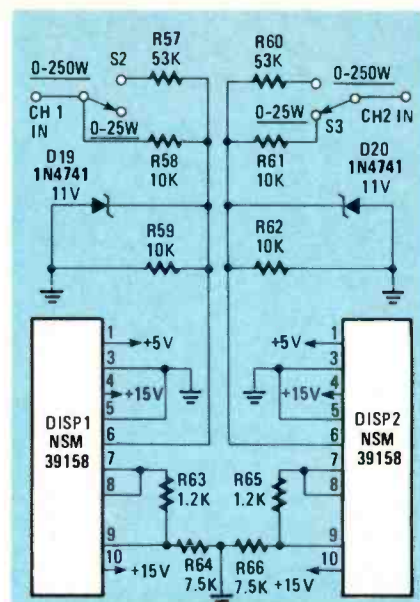 R57
53K
S2
0-250W
CH 1
IN
0-25W
R58
10K
D19
1N4741
11V
R59
10K
R60
53K
0-250W
0-25W
S3
CH2 IN
R61
10K
D20
1N4741
11V
R62
10K
DISP1
NSM
39158
1
3
4
5
6
7
8
9
10
+5V
+15V
+15V
R63
1.2K
R64
7.5K
R65
1.2K
R66
7.5K
DISP2
NSM
39158
1
3
4
5
6
7
8
9
10
+5V
+15V
+15V